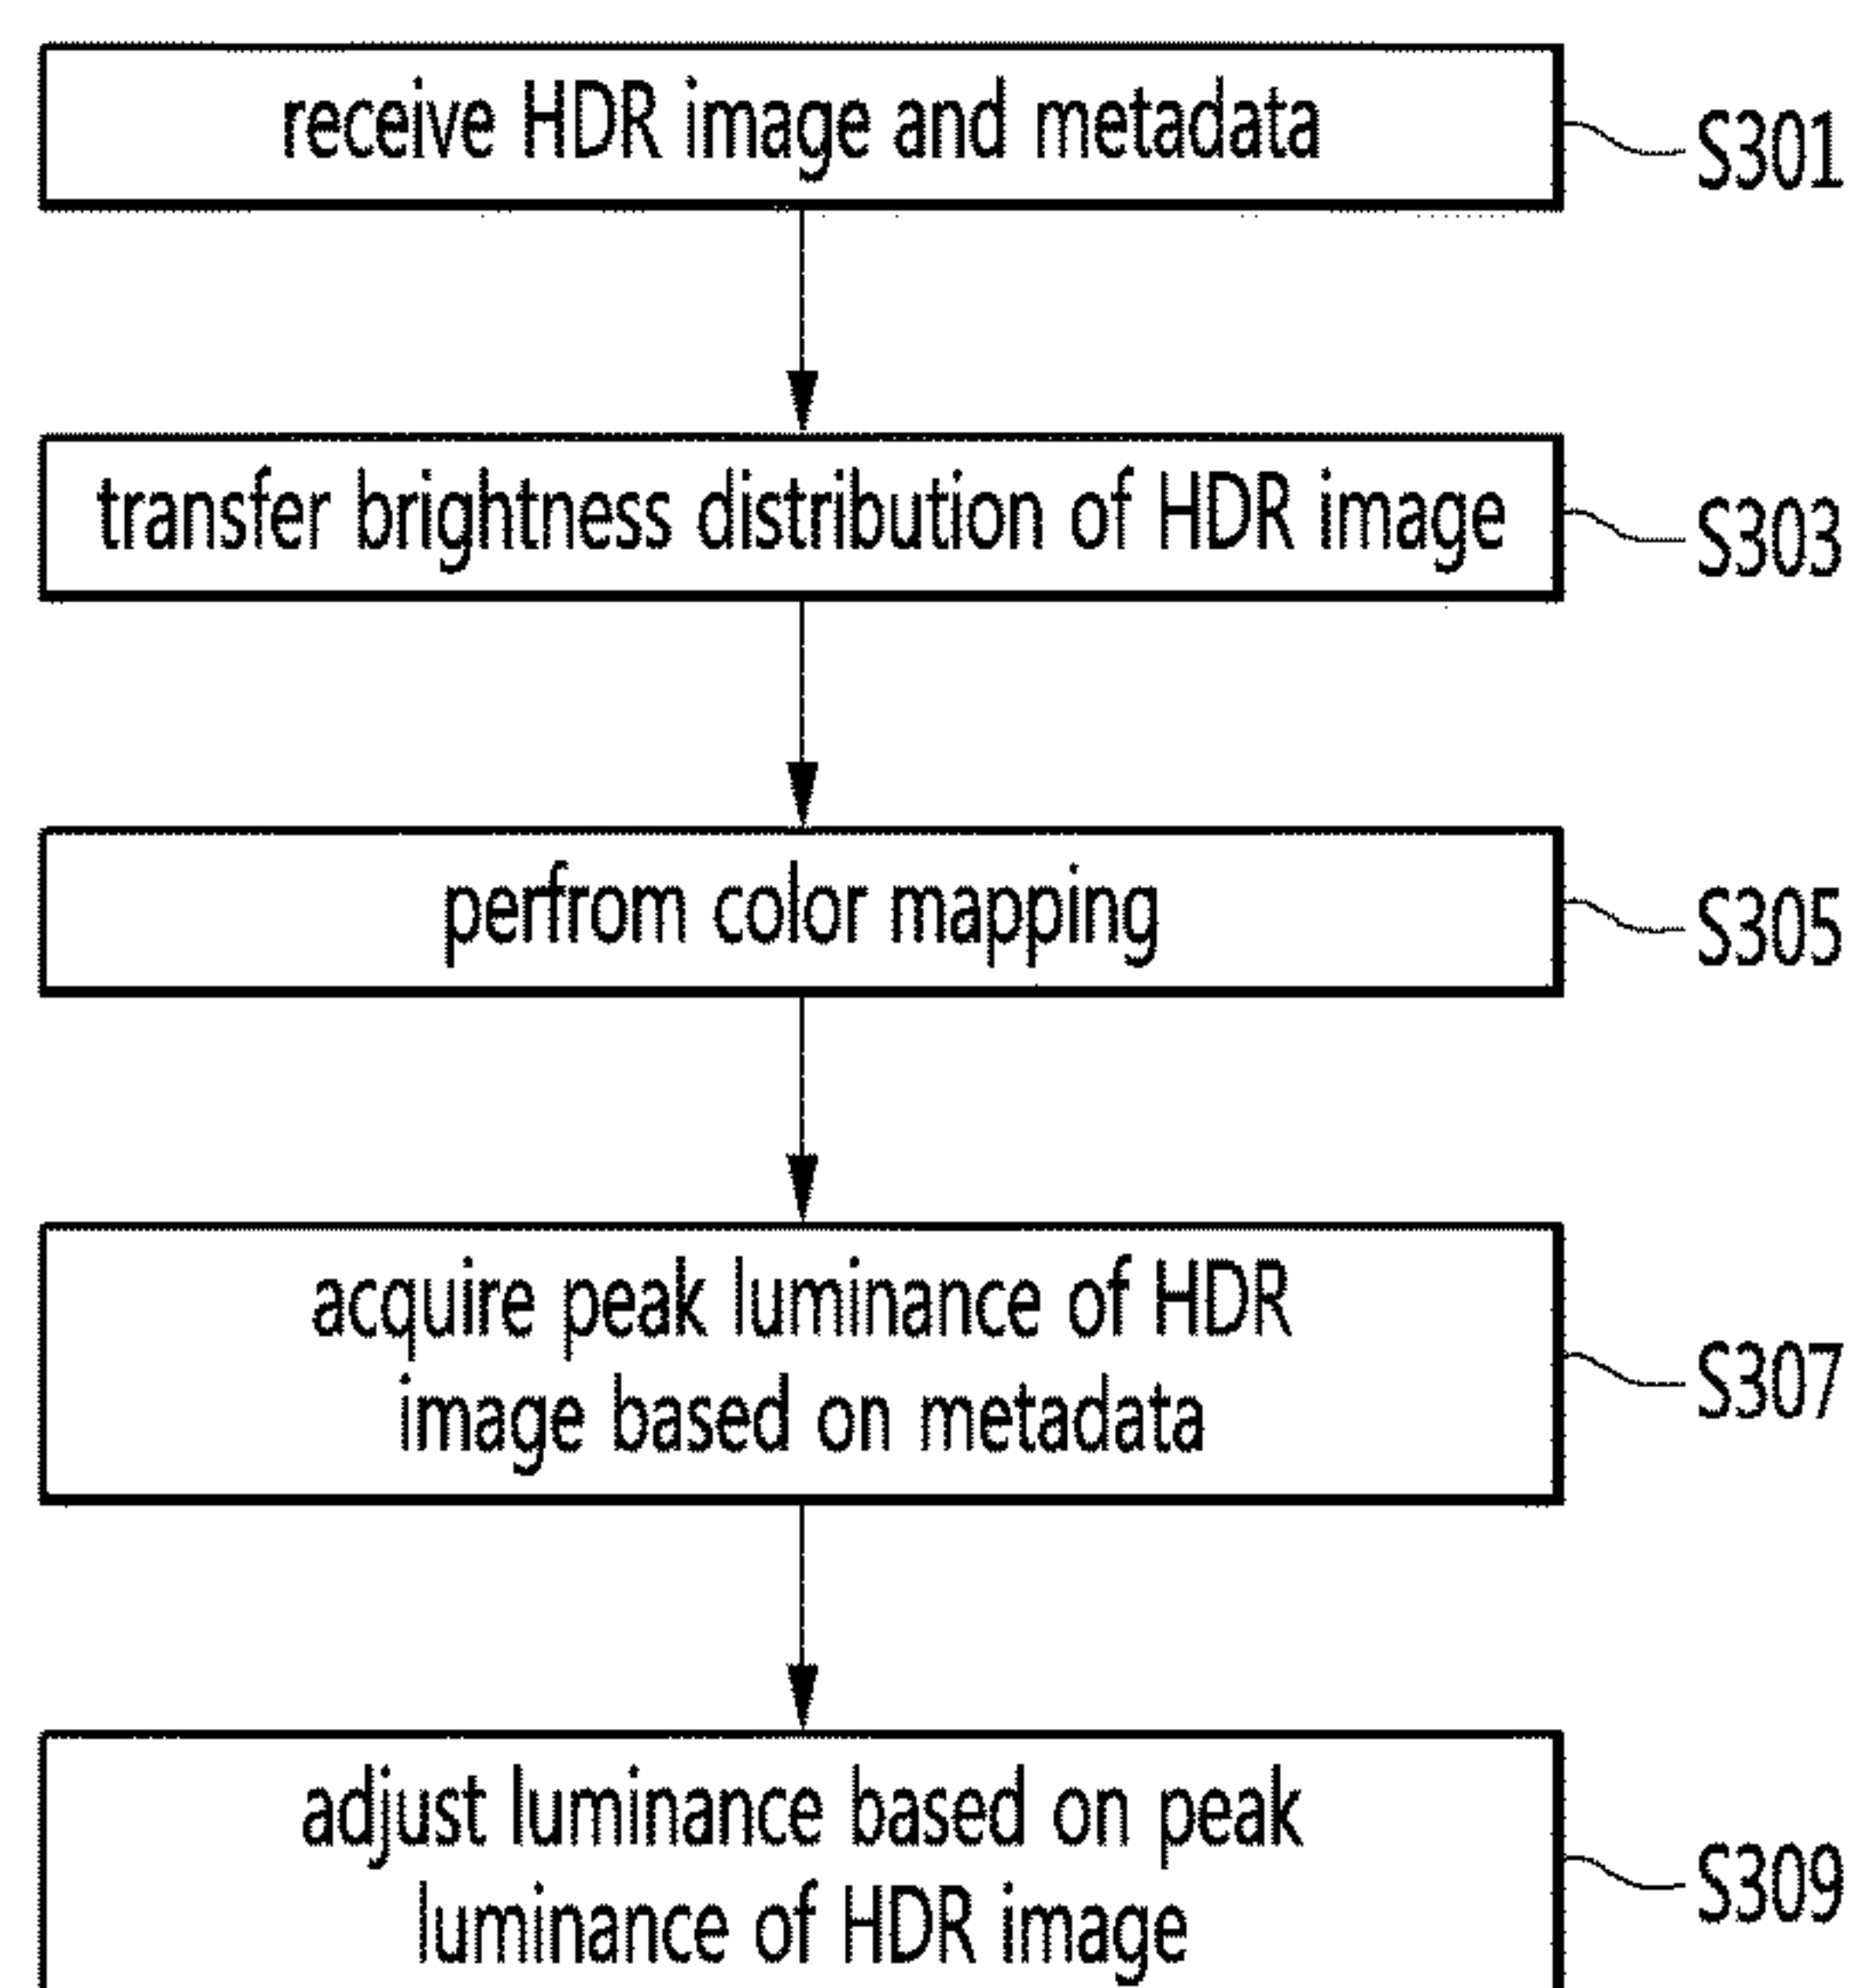 receive HDR image and metadata
S301
transfer brightness distribution of HDR image
S303
perfrom color mapping
S305
acquire peak luminance of HDR
image based on metadata
S307
adjust luminance based on peak
luminance of HDR image
S309